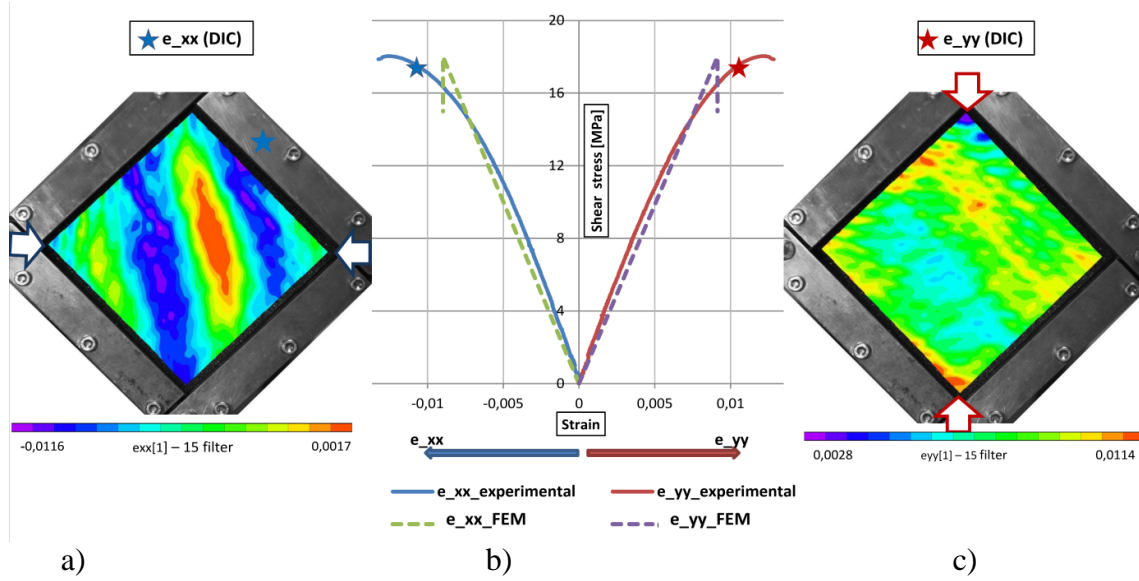 e_xx (DIC)
-0,0116
exx[1] – 15 filter
0,0017
a)
20
16
12
8
4
0
Shear stress [MPa]
-0,01
-0,005
0
0,005
0,01
Strain
e_xx
e_yy
e_xx_experimental
e_yy_experimental
e_xx_FEM
e_yy_FEM
b)
e_yy (DIC)
0,0028
eyy[1] – 15 filter
0,0114
c)